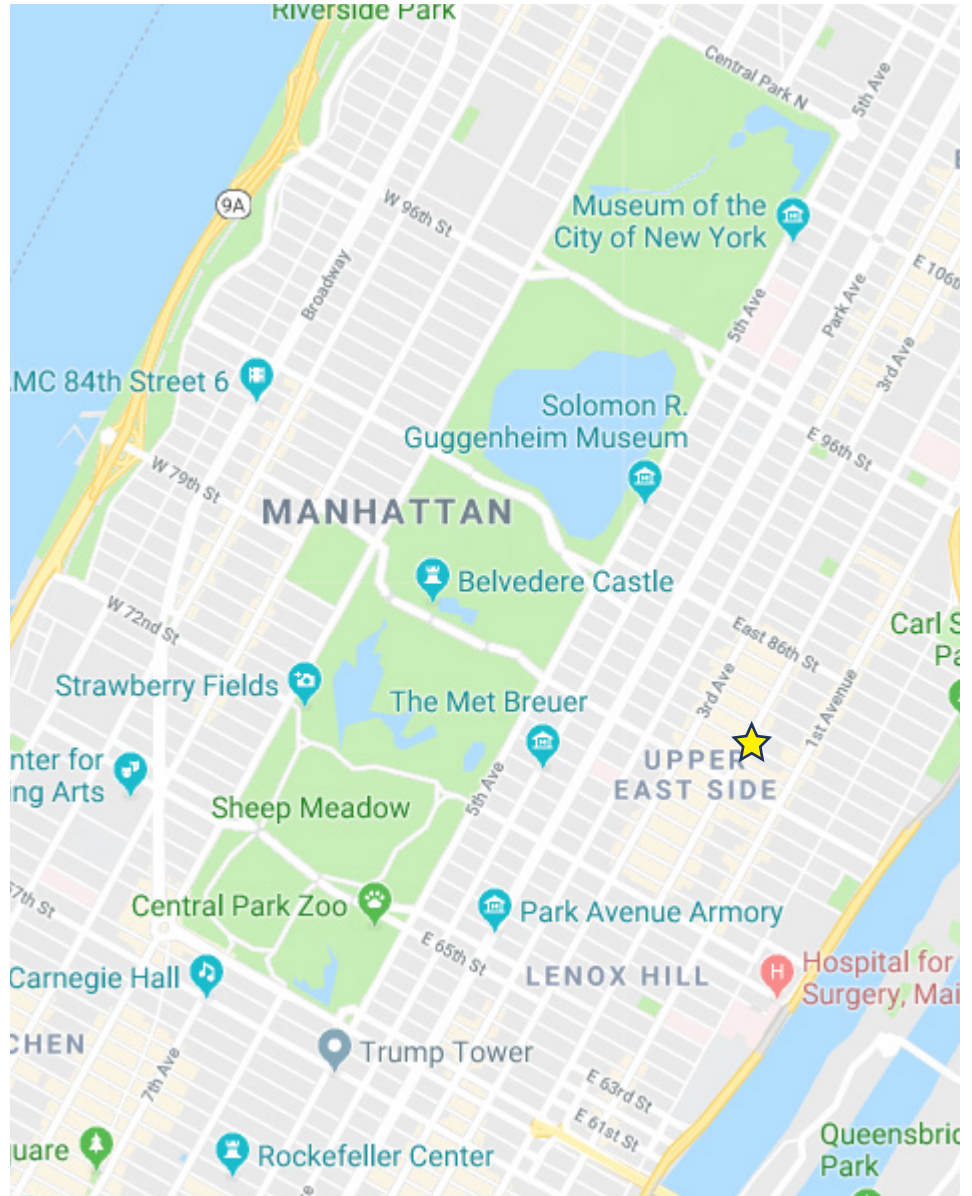 Riverside Park
Central Park N
5th Ave
9A
W 96th St
Museum of the
City of New York
E 106th
Broadway
5th Ave
Park Ave
3rd Ave
AMC 84th Street 6
Solomon R.
Guggenheim Museum
E 96th St
W 79th St
MANHATTAN
Belvedere Castle
W 72nd St
East 86th St
Carl S
Pa
Strawberry Fields
The Met Breuer
3rd Ave
1st Avenue
UPPER
EAST SIDE
nter for
ing Arts
5th Ave
Sheep Meadow
57th St
Central Park Zoo
Park Avenue Armory
E 65th St
Carnegie Hall
LENOX HILL
H
Hospital for
Surgery, Mai
CHEN
Trump Tower
7th Ave
E 63rd St
E 61st St
uare
Rockefeller Center
Queensbrid
Park